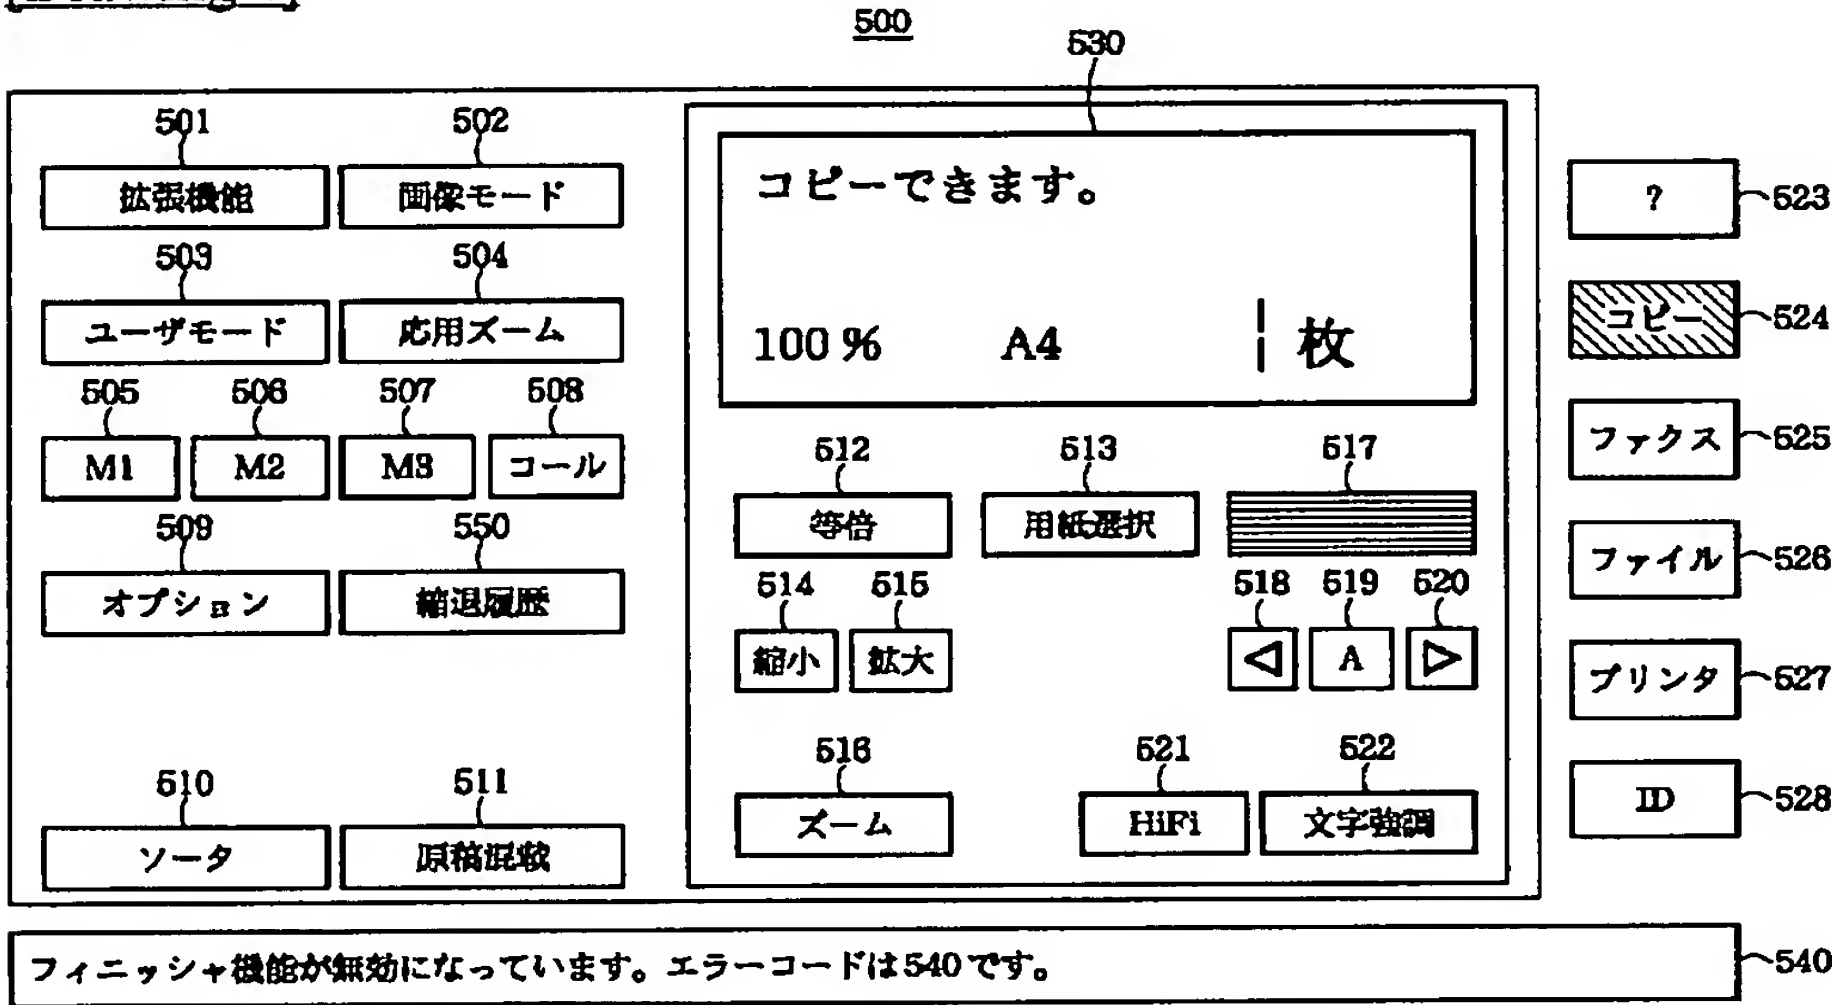 500
530
501 502
拡張機能 画像モード
503 504
ユーザモード 応用ズーム
505 506 507 508
M1 M2 M3 コール
509 550
オプション 縮退履歴
510 511
ソータ 原稿混載
コピーできます。
100% A4 1枚
512 513 517
等倍 用紙選択
514 515 518 519 520
縮小 拡大 A
516 521 522
ズーム HiFi 文字強調
? 523
コピー 524
ファクス 525
ファイル 526
プリンタ 527
ID 528
フィニッシャ機能が無効になっています。エラーコードは540です。 540